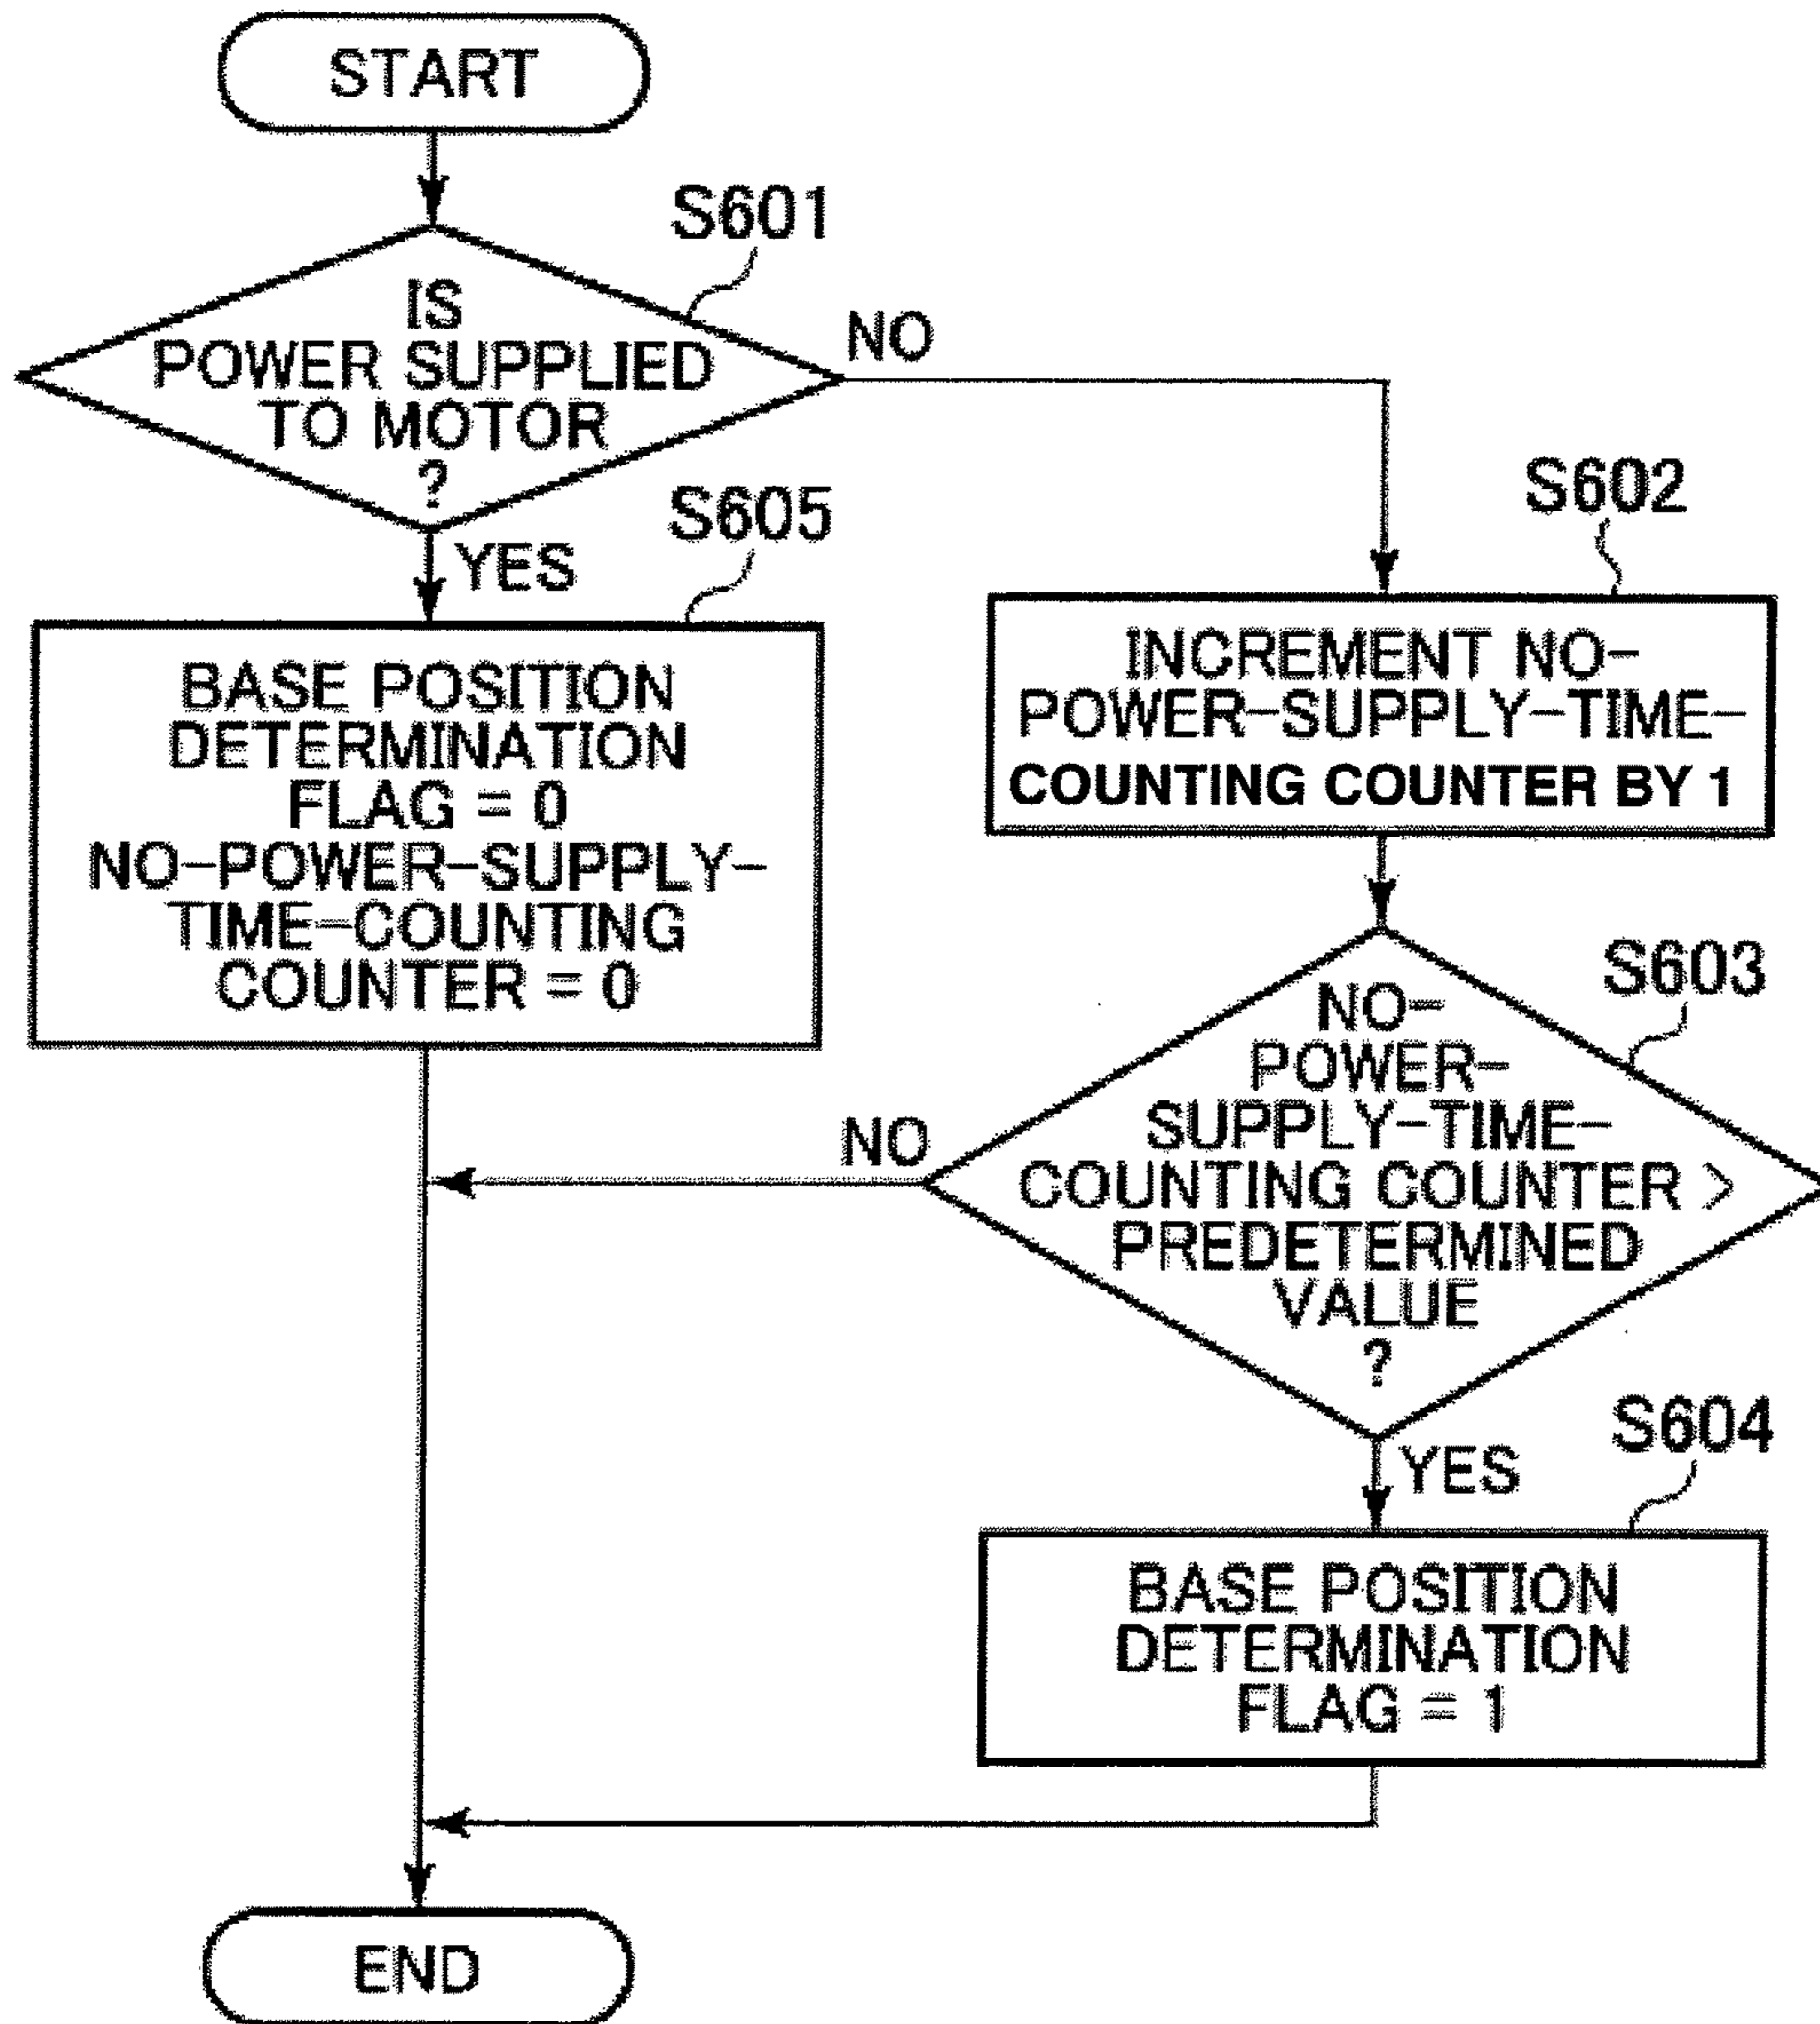 START
S601
IS
POWER SUPPLIED
TO MOTOR
?
NO
YES
S605
BASE POSITION
DETERMINATION
FLAG = 0
NO-POWER-SUPPLY-
TIME-COUNTING
COUNTER = 0
S602
INCREMENT NO-
POWER-SUPPLY-TIME-
COUNTING COUNTER BY 1
S603
NO-
POWER-
SUPPLY-TIME-
COUNTING COUNTER >
PREDETERMINED
VALUE
?
NO
YES
S604
BASE POSITION
DETERMINATION
FLAG = 1
END